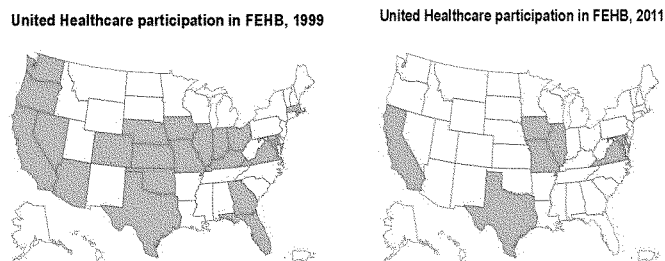 United Healthcare participation in FEHB, 1999
United Healthcare participation in FEHB, 2011